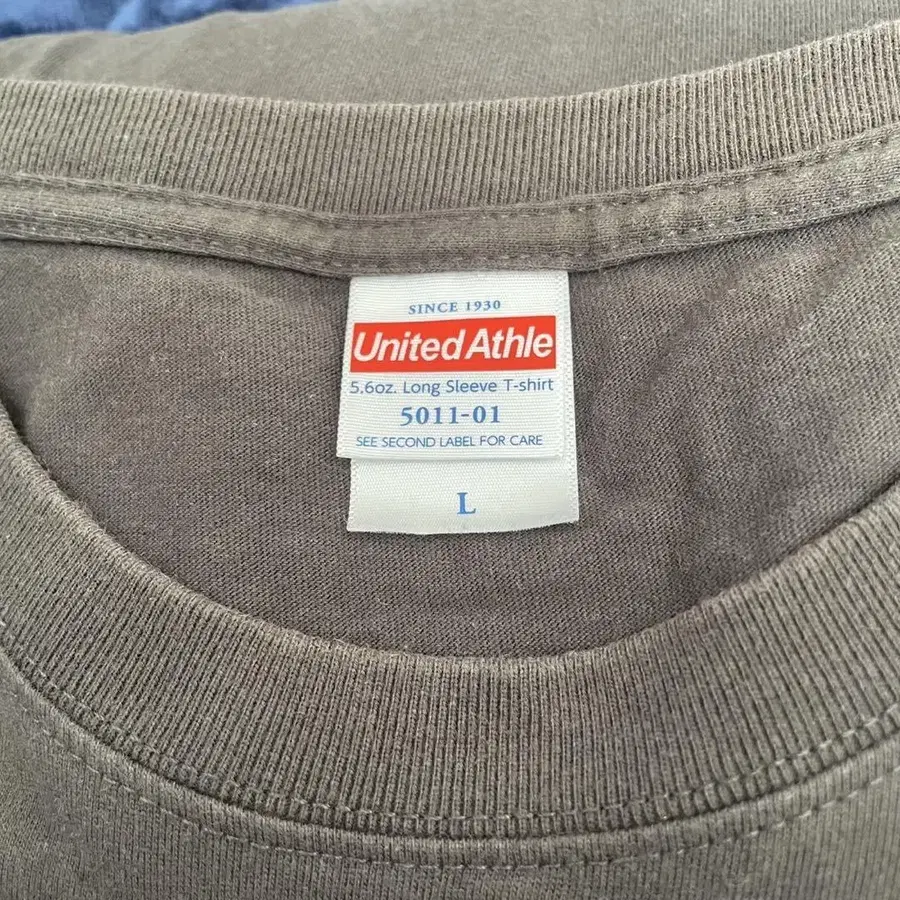 SINCE 1930
United Athle
5.6oz. Long Sleeve T-shirt
5011-01
SEE SECOND LABEL FOR CARE
L